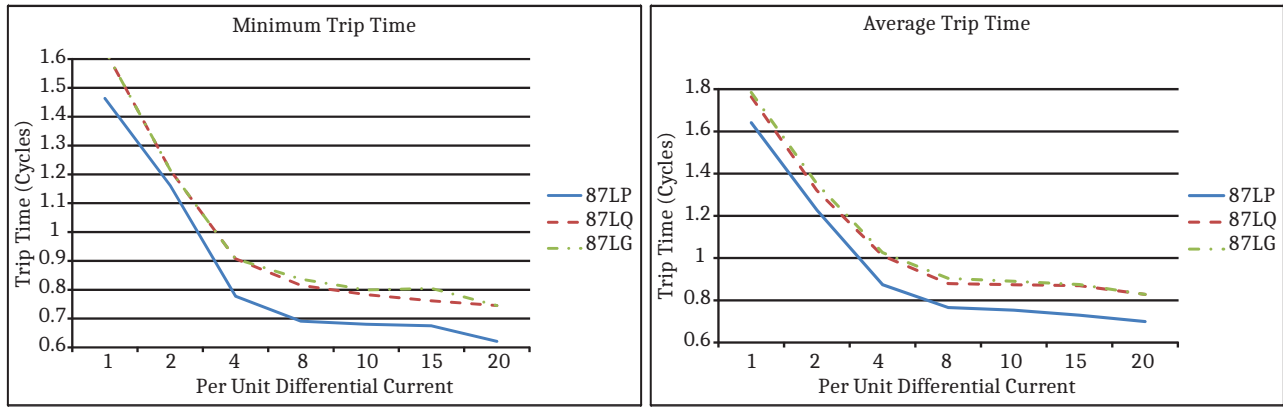 Minimum Trip Time
Trip Time (Cycles)
1.6
1.5
1.4
1.3
1.2
1.1
1
0.9
0.8
0.7
0.6
1 2 4 8 10 15 20
Per Unit Differential Current
87LP
87LQ
87LG
Average Trip Time
Trip Time (Cycles)
1.8
1.6
1.4
1.2
1
0.8
0.6
1 2 4 8 10 15 20
Per Unit Differential Current
87LP
87LQ
87LG